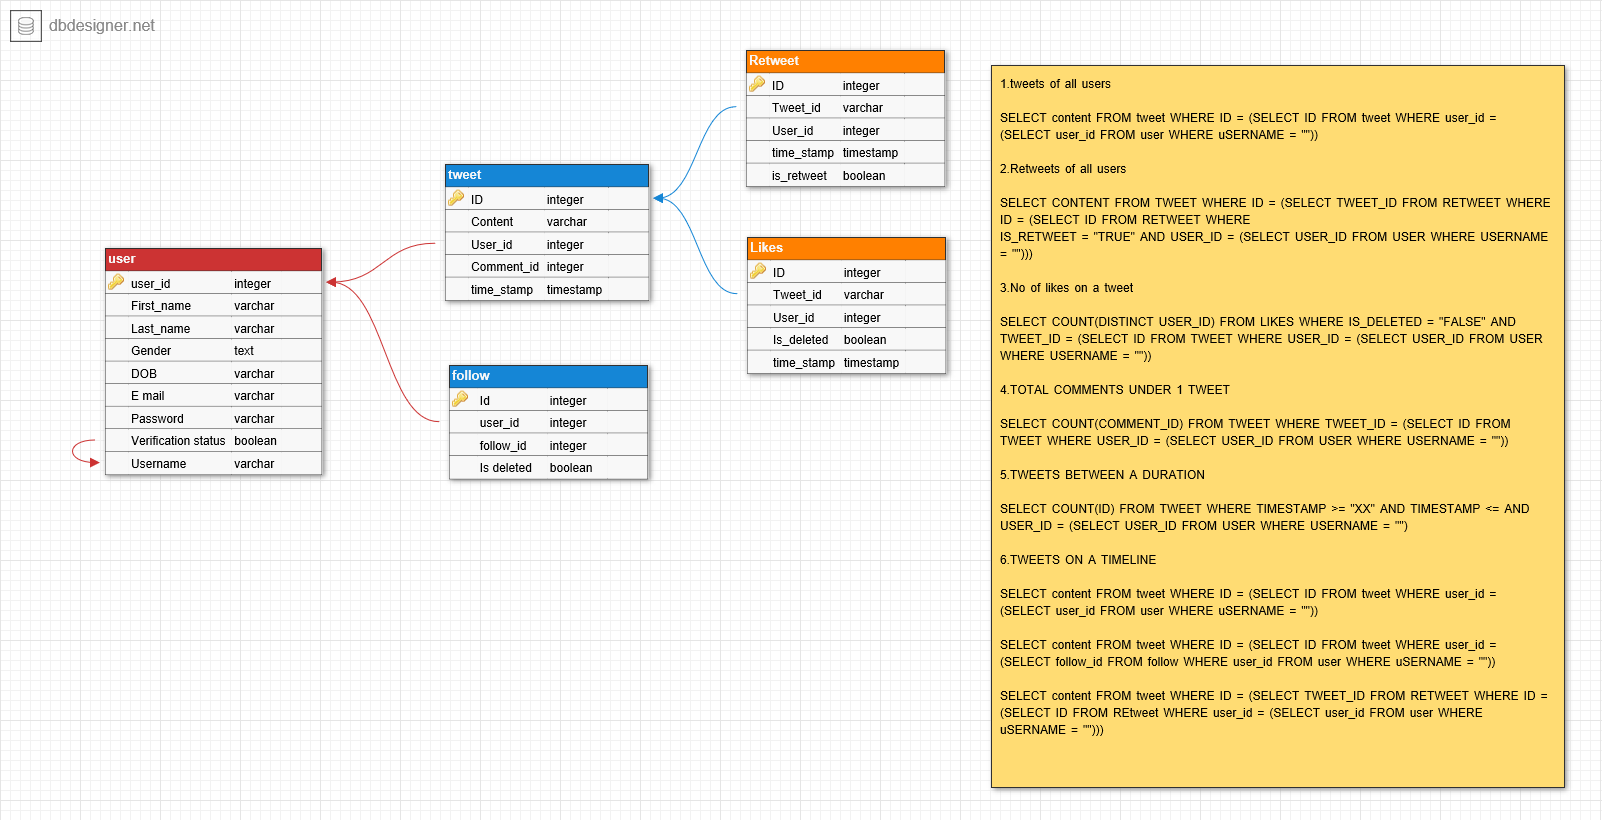 dbdesigner.net
Retweet
ID integer
Tweet_id varchar
User_id integer
time_stamp timestamp
is_retweet boolean
tweet
ID integer
Content varchar
User_id integer
Comment_id integer
time_stamp timestamp
Likes
ID integer
Tweet_id varchar
User_id integer
Is_deleted boolean
time_stamp timestamp
user
user_id integer
First_name varchar
Last_name varchar
Gender text
DOB varchar
E mail varchar
Password varchar
Verification status boolean
Username varchar
follow
Id integer
user_id integer
follow_id integer
Is deleted boolean
1.tweets of all users
SELECT content FROM tweet WHERE ID = (SELECT ID FROM tweet WHERE user_id =
(SELECT user_id FROM user WHERE uSERNAME = ""))
2.Retweets of all users
SELECT CONTENT FROM TWEET WHERE ID = (SELECT TWEET_ID FROM RETWEET WHERE
ID = (SELECT ID FROM RETWEET WHERE
IS_RETWEET = "TRUE" AND USER_ID = (SELECT USER_ID FROM USER WHERE USERNAME
= "")))
3.No of likes on a tweet
SELECT COUNT(DISTINCT USER_ID) FROM LIKES WHERE IS_DELETED = "FALSE" AND
TWEET_ID = (SELECT ID FROM TWEET WHERE USER_ID = (SELECT USER_ID FROM USER
WHERE USERNAME = ""))
4.TOTAL COMMENTS UNDER 1 TWEET
SELECT COUNT(COMMENT_ID) FROM TWEET WHERE TWEET_ID = (SELECT ID FROM
TWEET WHERE USER_ID = (SELECT USER_ID FROM USER WHERE USERNAME = ""))
5.TWEETS BETWEEN A DURATION
SELECT COUNT(ID) FROM TWEET WHERE TIMESTAMP >= "XX" AND TIMESTAMP <= AND
USER_ID = (SELECT USER_ID FROM USER WHERE USERNAME = "")
6.TWEETS ON A TIMELINE
SELECT content FROM tweet WHERE ID = (SELECT ID FROM tweet WHERE user_id =
(SELECT user_id FROM user WHERE uSERNAME = ""))
SELECT content FROM tweet WHERE ID = (SELECT ID FROM tweet WHERE user_id =
(SELECT follow_id FROM follow WHERE user_id FROM user WHERE uSERNAME = ""))
SELECT content FROM tweet WHERE ID = (SELECT TWEET_ID FROM RETWEET WHERE ID =
(SELECT ID FROM REtweet WHERE user_id = (SELECT user_id FROM user WHERE
uSERNAME = "")))